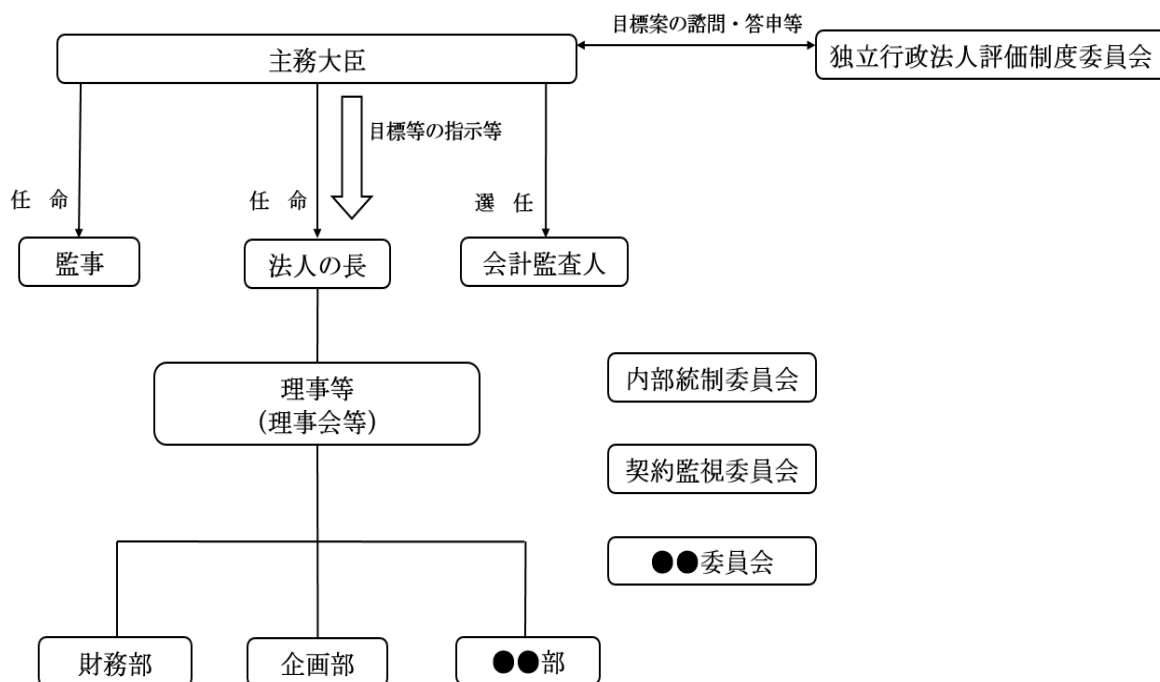 目標案の諮問・答申等
主務大臣
独立行政法人評価制度委員会
目標等の指示等
任　命
任　命
選　任
監事
法人の長
会計監査人
理事等
(理事会等)
内部統制委員会
契約監視委員会
●●委員会
財務部
企画部
●●部